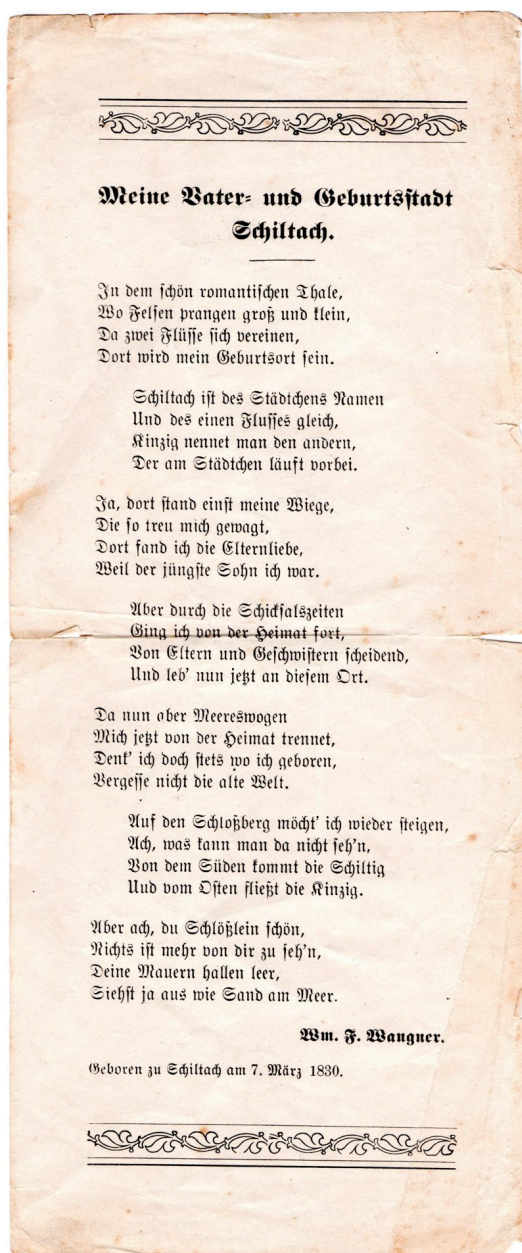 Meine Vater- und Geburtsstadt
Schiltach.
In dem schön romantischen Thale,
Wo Felsen prangen groß und klein,
Da zwei Flüsse sich vereinen,
Dort wird mein Geburtsort sein.
Schiltach ist des Städtchens Namen
Und des einen Flusses gleich,
Kinzig nennet man den andern,
Der am Städtchen läuft vorbei.
Ja, dort stand einst meine Wiege,
Die so treu mich gewagt,
Dort fand ich die Elternliebe,
Weil der jüngste Sohn ich war.
Aber durch die Schicksalszeiten
Ging ich von der Heimat fort,
Von Eltern und Geschwistern scheidend,
Und leb' nun jetzt an diesem Ort.
Da nun aber Meereswogen
Mich jetzt von der Heimat trennet,
Denk' ich doch stets wo ich geboren,
Vergesse nicht die alte Welt.
Auf den Schloßberg möcht' ich wieder steigen,
Ach, was kann man da nicht seh'n,
Von dem Süden kommt die Schiltig
Und vom Osten fließt die Kinzig.
Aber ach, du Schlößlein schön,
Nichts ist mehr von dir zu seh'n,
Deine Mauern hallen leer,
Siehst ja aus wie Sand am Meer.
Wm. F. Wangner.
Geboren zu Schiltach am 7. März 1830.